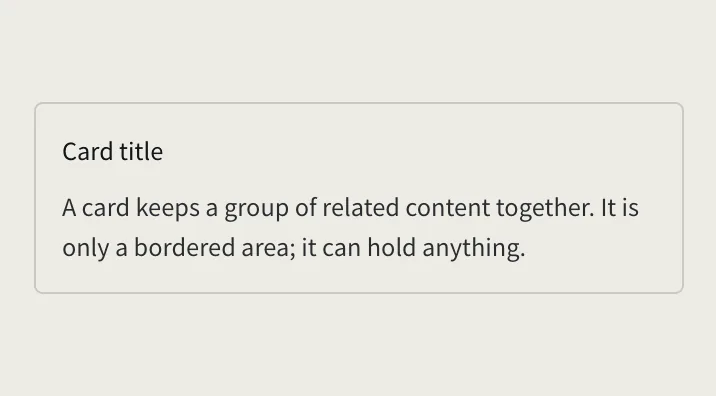 Card title
A card keeps a group of related content together. It is
only a bordered area; it can hold anything.